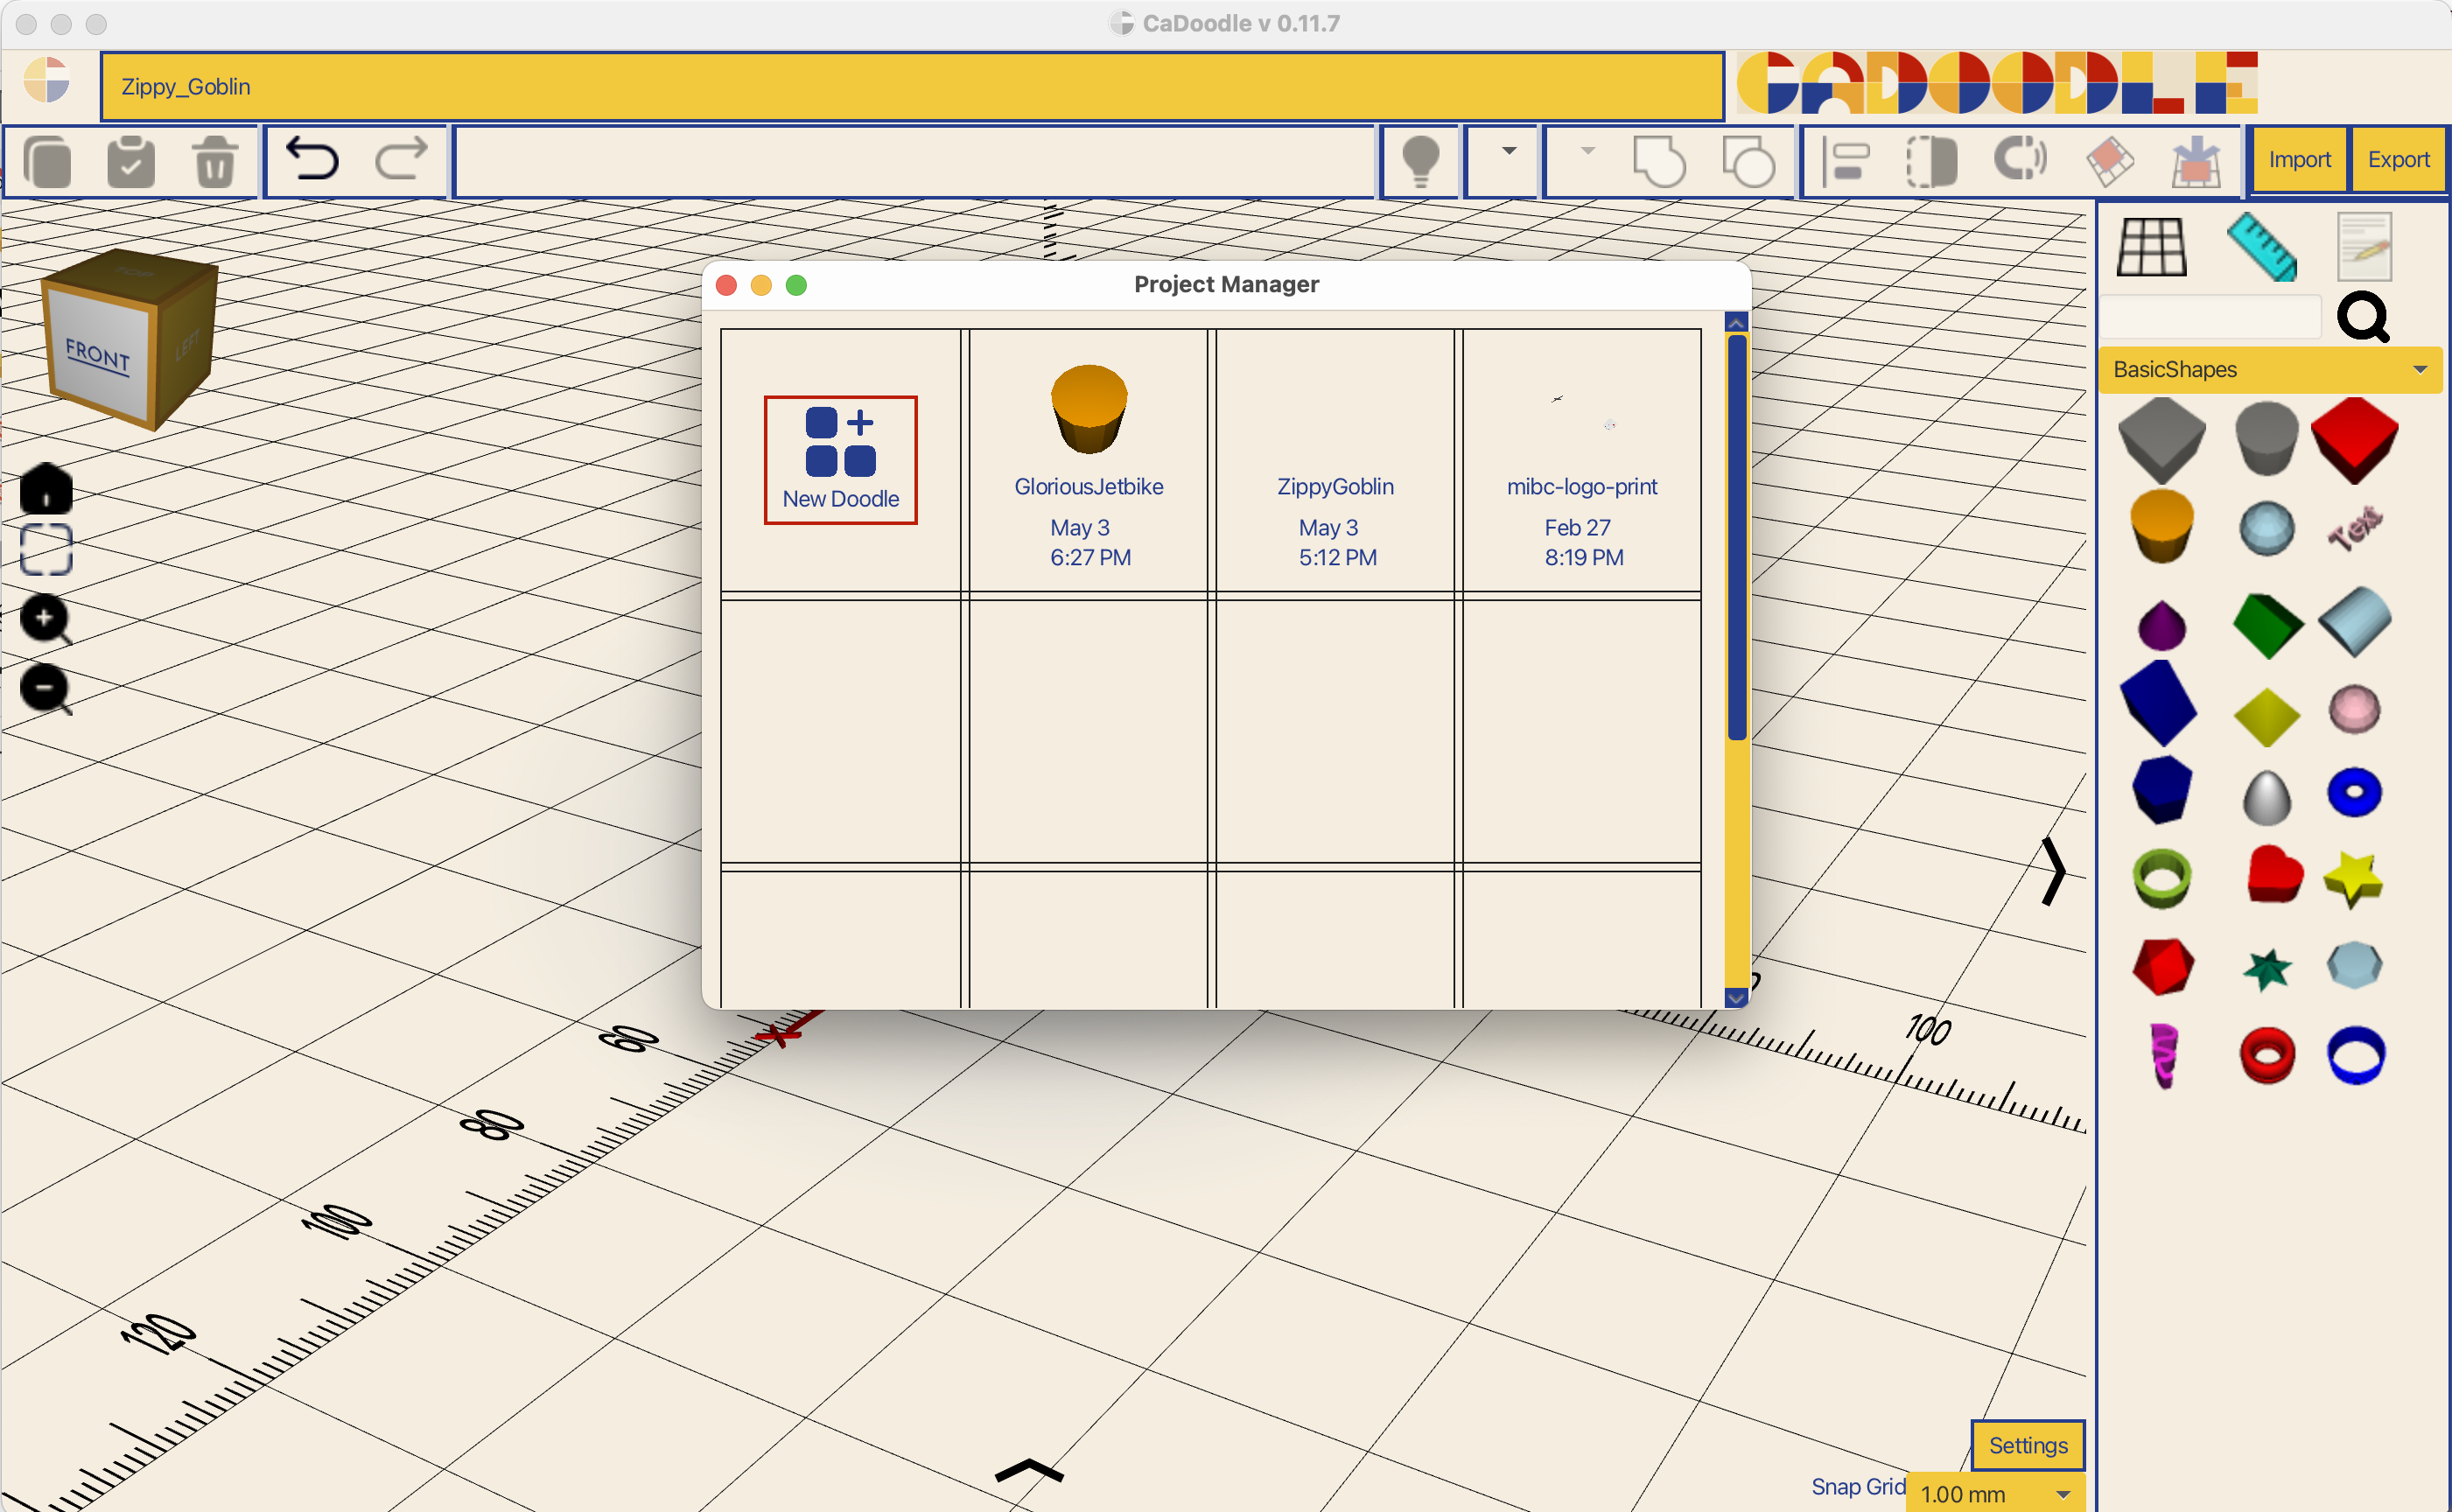 CaDoodle v 0.11.7
Zippy_Goblin
CADOODLE
Import
Export
TOP
FRONT
LEFT
Project Manager
New Doodle
GloriousJetbike
May 3
6:27 PM
ZippyGoblin
May 3
5:12 PM
mibc-logo-print
Feb 27
8:19 PM
BasicShapes
Text
60
80
100
120
100
X
Settings
Snap Grid
1.00 mm